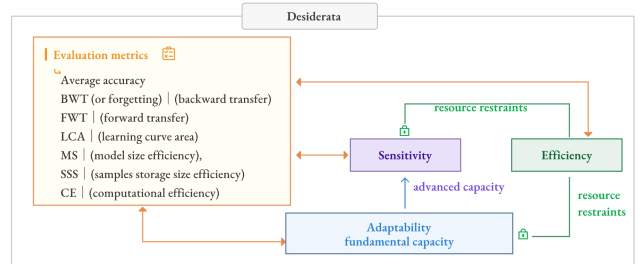 Desiderata
Evaluation metrics
Average accuracy
BWT (or forgetting) | (backward transfer)
FWT | (forward transfer)
LCA | (learning curve area)
MS | (model size efficiency),
SSS | (samples storage size efficiency)
CE | (computational efficiency)
resource restraints
Sensitivity
Efficiency
advanced capacity
resource
restraints
Adaptability
fundamental capacity